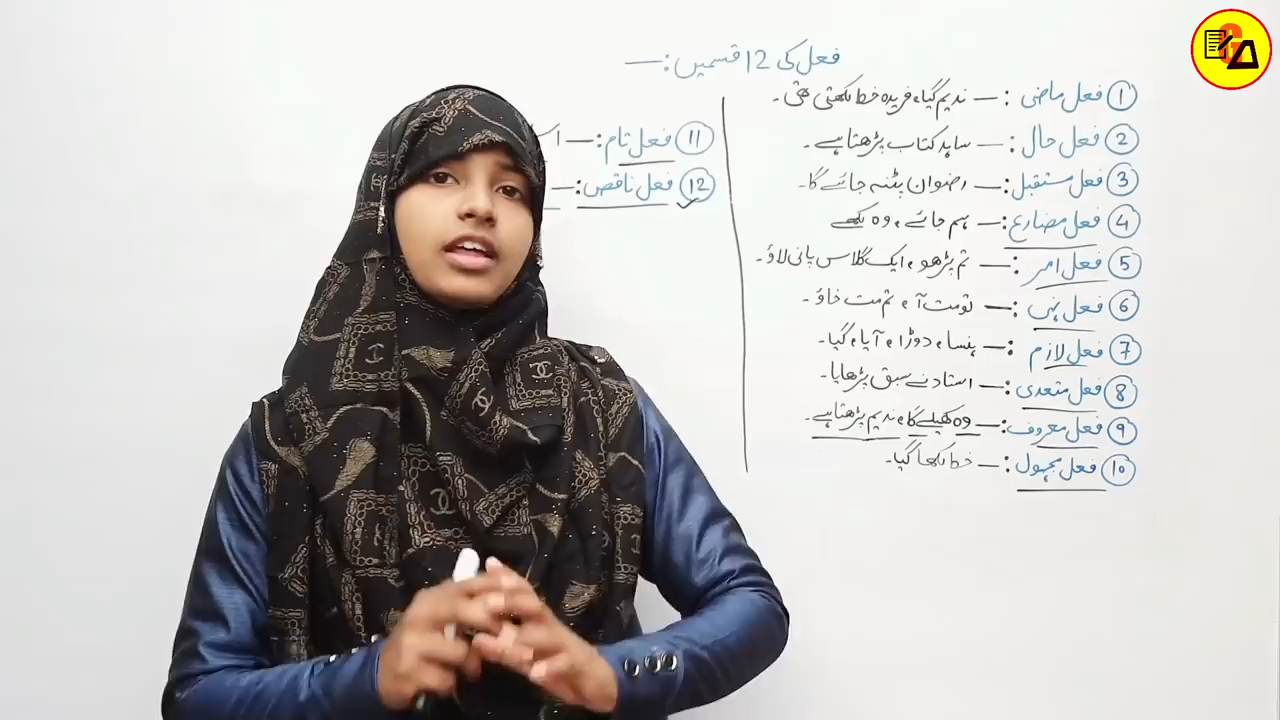 فعل کی 12 قسمیں :—
① فعل ماضی :— ندیم گیا، فریدہ خط لکھتی تھی۔
② فعل حال :— ساجد کتاب پڑھتا ہے۔
③ فعل مستقبل :— رضوان پٹنہ جائے گا۔
④ فعل مضارع :— ہم جائے، وہ لکھے
⑤ فعل امر :— تم پڑھو، ایک گلاس پانی لاؤ۔
⑥ فعل نہی :— تو مت آ، تم مت جاؤ۔
⑦ فعل لازم :— ہنسا، دوڑا، آیا، گیا۔
⑧ فعل متعدی :— استاد نے سبق پڑھایا۔
⑨ فعل معروف :— وہ کھیلے گا، ندیم پڑھتا ہے۔
⑩ فعل مجہول :— خط لکھا گیا۔
⑪ فعل تام :—
⑫ فعل ناقص :—